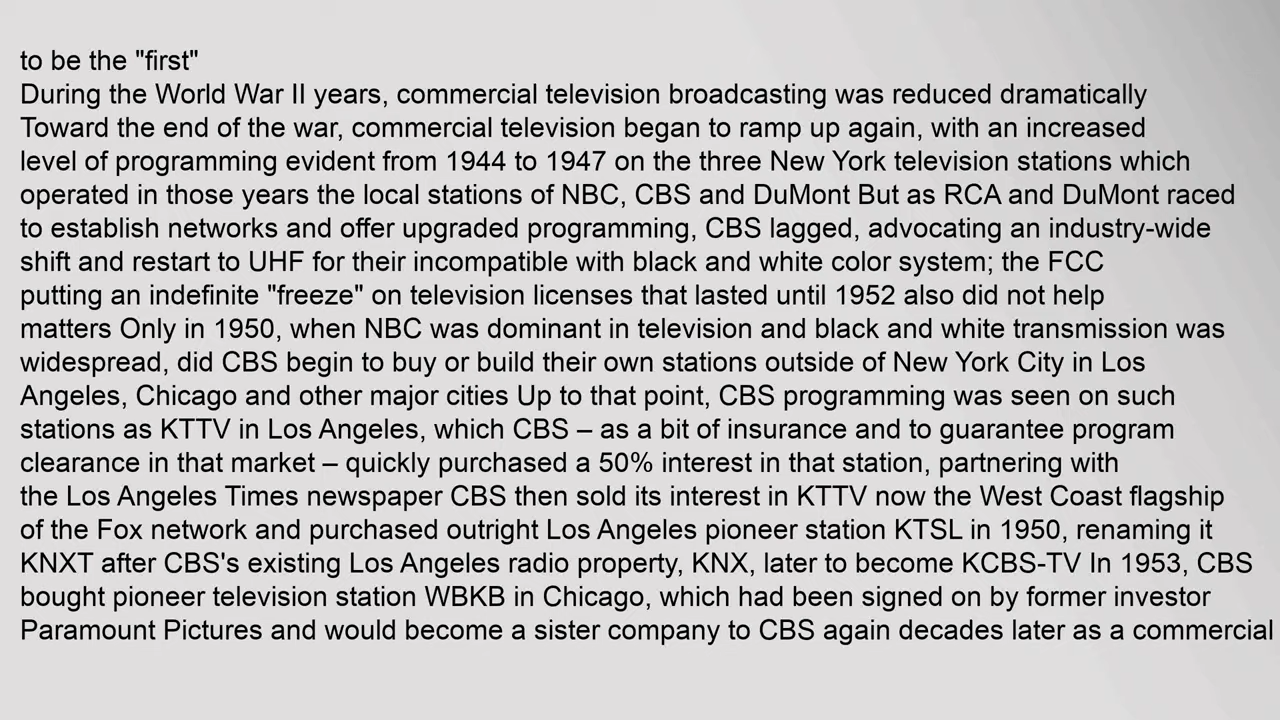 to be the "first"
During the World War II years, commercial television broadcasting was reduced dramatically
Toward the end of the war, commercial television began to ramp up again, with an increased
level of programming evident from 1944 to 1947 on the three New York television stations which
operated in those years the local stations of NBC, CBS and DuMont But as RCA and DuMont raced
to establish networks and offer upgraded programming, CBS lagged, advocating an industry-wide
shift and restart to UHF for their incompatible with black and white color system; the FCC
putting an indefinite "freeze" on television licenses that lasted until 1952 also did not help
matters Only in 1950, when NBC was dominant in television and black and white transmission was
widespread, did CBS begin to buy or build their own stations outside of New York City in Los
Angeles, Chicago and other major cities Up to that point, CBS programming was seen on such
stations as KTTV in Los Angeles, which CBS – as a bit of insurance and to guarantee program
clearance in that market – quickly purchased a 50% interest in that station, partnering with
the Los Angeles Times newspaper CBS then sold its interest in KTTV now the West Coast flagship
of the Fox network and purchased outright Los Angeles pioneer station KTSL in 1950, renaming it
KNXT after CBS's existing Los Angeles radio property, KNX, later to become KCBS-TV In 1953, CBS
bought pioneer television station WBKB in Chicago, which had been signed on by former investor
Paramount Pictures and would become a sister company to CBS again decades later as a commercial